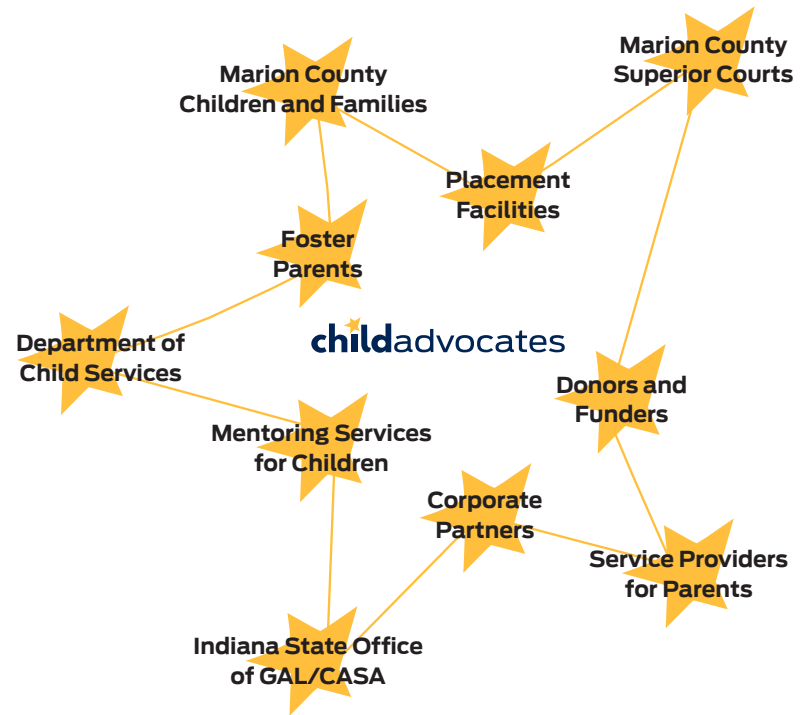 Marion County
Children and Families
Marion County
Superior Courts
Placement
Facilities
Foster
Parents
Department of
Child Services
childadvocates
Donors and
Funders
Mentoring Services
for Children
Corporate
Partners
Service Providers
for Parents
Indiana State Office
of GAL/CASA